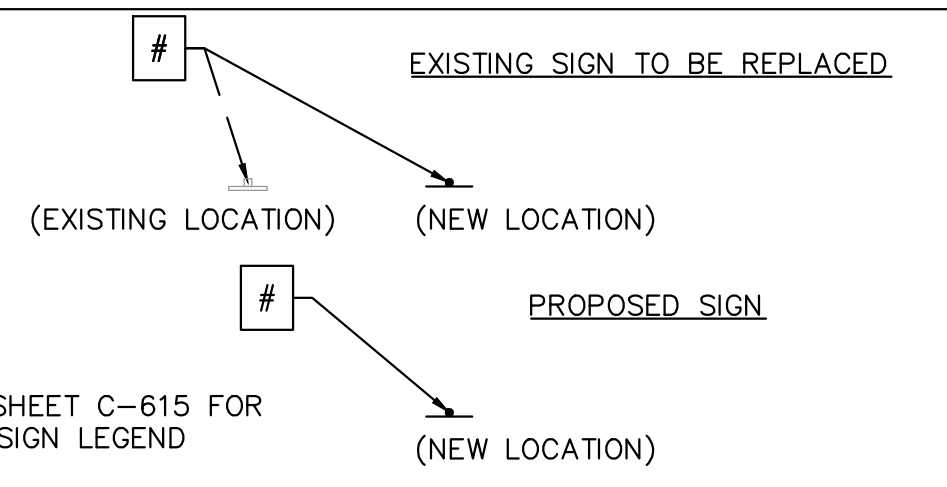 #
EXISTING SIGN TO BE REPLACED
(EXISTING LOCATION)
(NEW LOCATION)
#
PROPOSED SIGN
SHEET C-615 FOR
SIGN LEGEND
(NEW LOCATION)